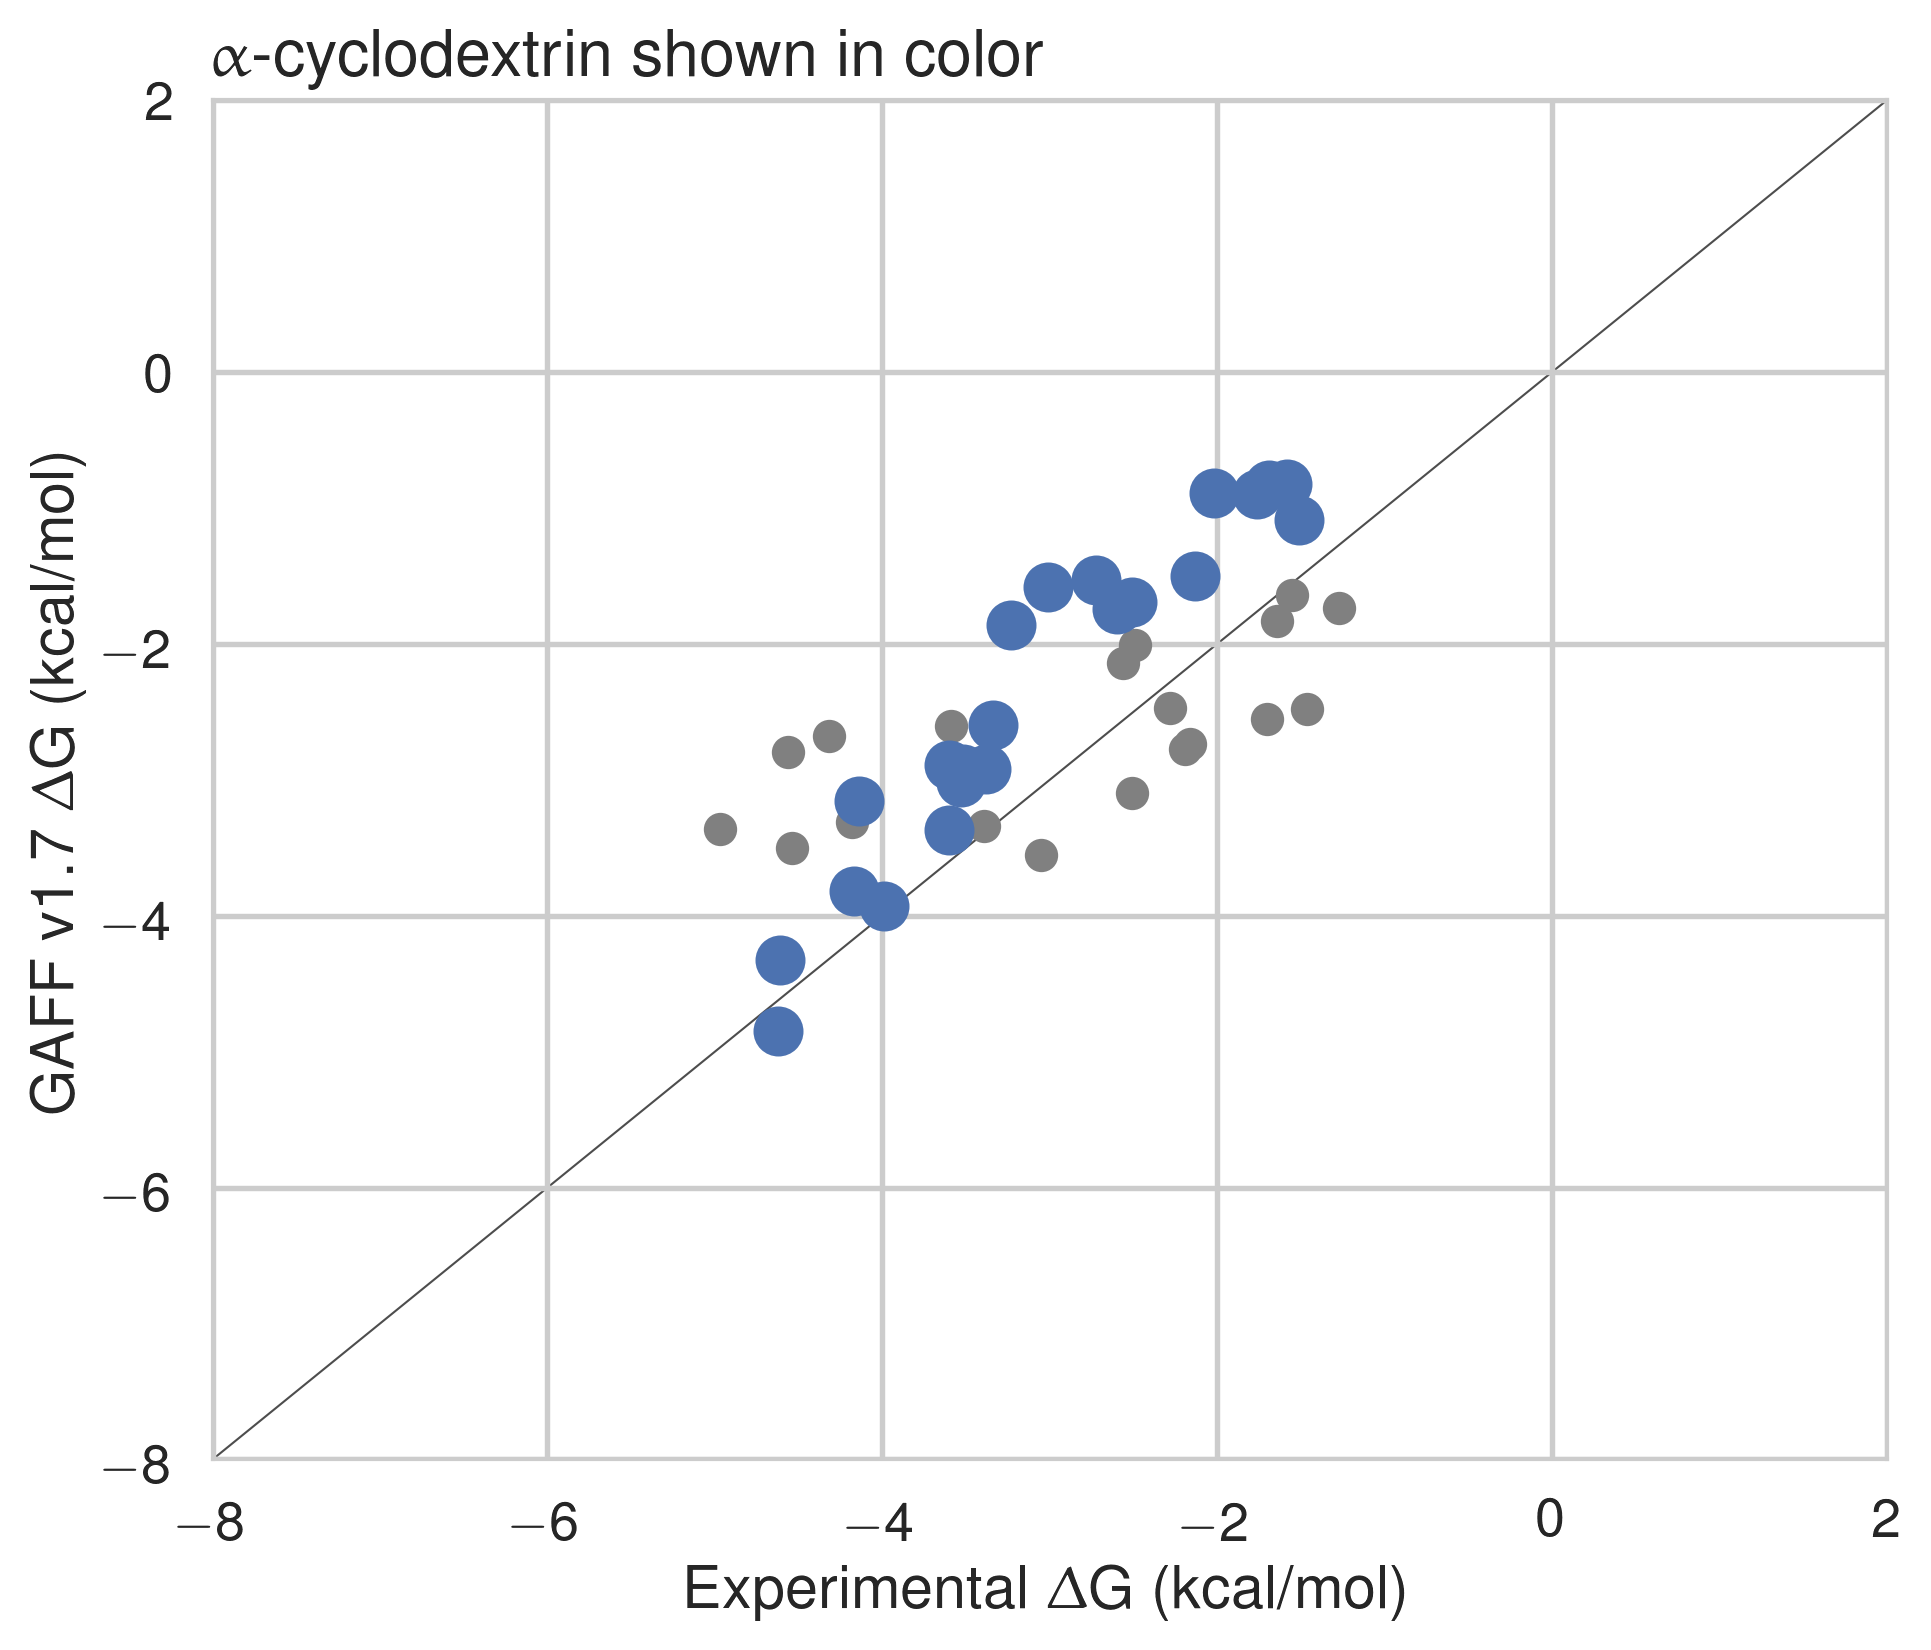 α-cyclodextrin shown in color
2
0
−2
−4
−6
−8
GAFF v1.7 ΔG (kcal/mol)
−8 −6 −4 −2 0 2
Experimental ΔG (kcal/mol)